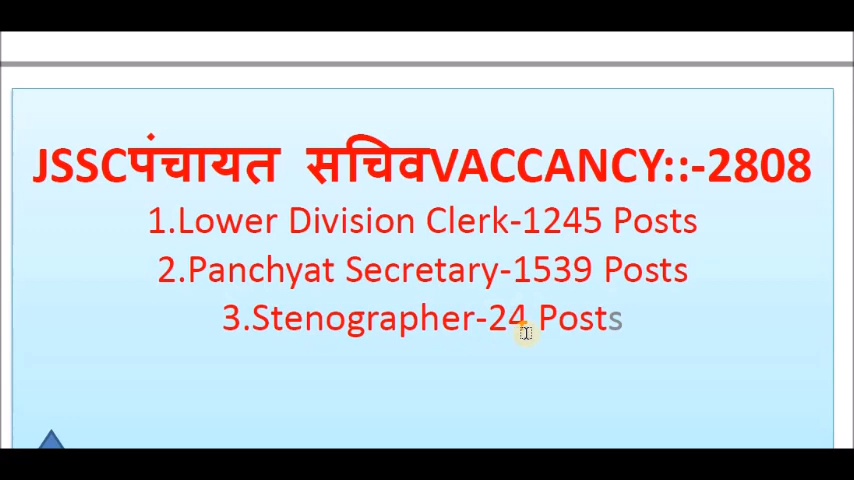 JSSCपंचायत सचिवVACCANCY::-2808
1.Lower Division Clerk-1245 Posts
2.Panchyat Secretary-1539 Posts
3.Stenographer-24 Posts